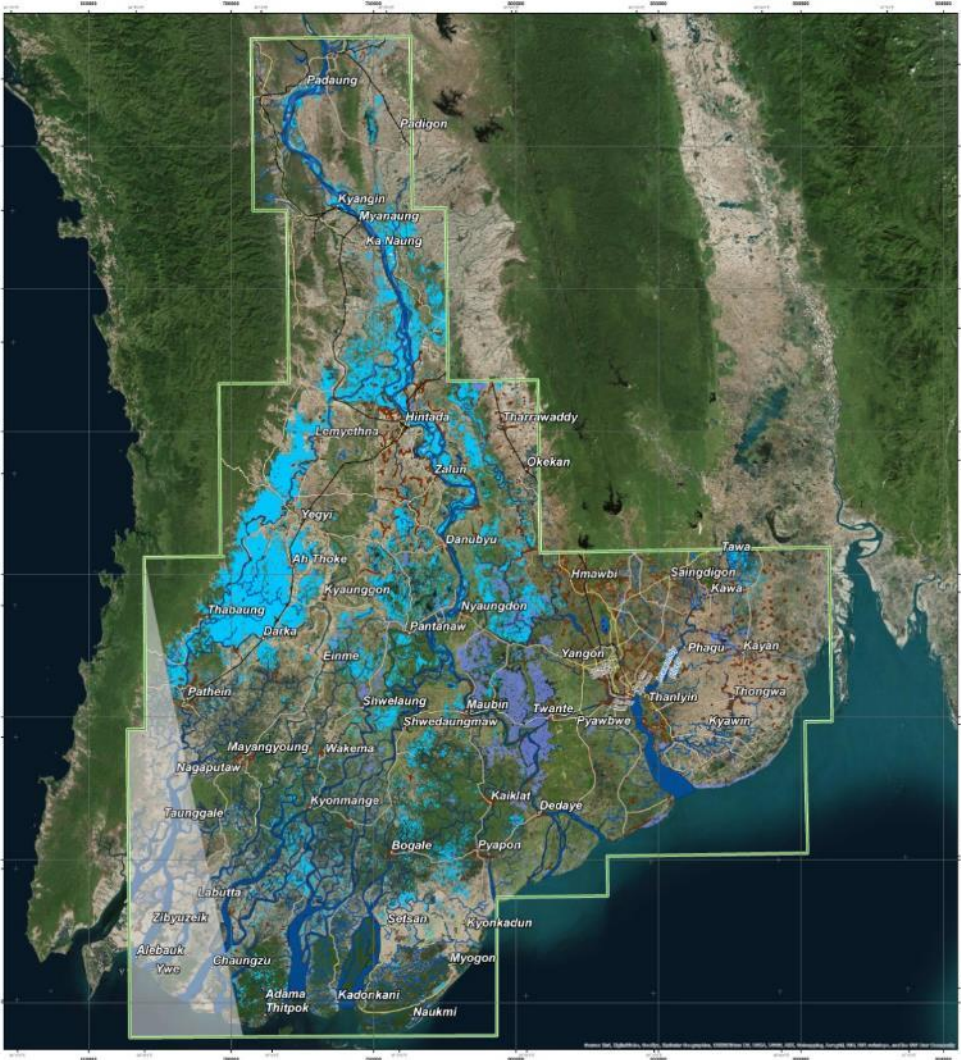 Padaung
Padigon
Kyangin
Myanaung
Ka Naung
Hintada
Tharrawaddy
Lemyethna
Okekan
Zalun
Yegyi
Danubyu
Tawa
Ah Thoke
Hmawbi
Saingdigon
Kawa
Kyaunggon
Thabaung
Nyaungdon
Pantanaw
Darka
Phagu
Kayan
Einme
Yangon
Pathein
Shwelaung
Maubin
Thanlyin
Thongwa
Twante
Shwedaungmaw
Pyawbwe
Kyawin
Mayangyoung
Wakema
Nagaputaw
Kyonmange
Kaiklat
Dedaye
Taunggale
Bogale
Pyapon
Labutta
Zibyuzeik
Setsan
Kyonkadun
Alebauk
Ywe
Chaungzu
Myogon
Adama
Thitpok
Kadonkani
Naukmi